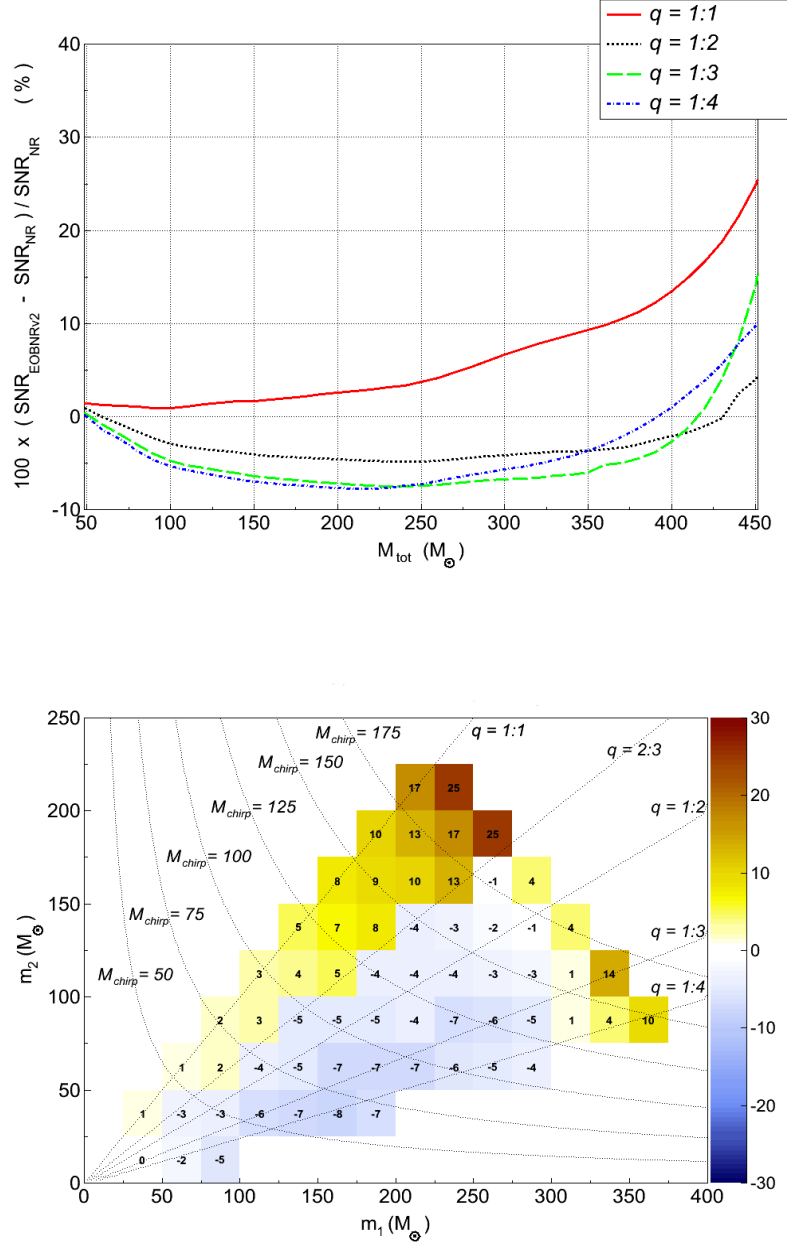 q = 1:1
q = 1:2
q = 1:3
q = 1:4
100 x ( SNR_EOBNRv2 - SNR_NR ) / SNR_NR ( % )
40
30
20
10
0
-10
50 100 150 200 250 300 350 400 450
M_tot (M_⊙)
250
200
150
100
50
0
m_2 (M_⊙)
M_chirp = 175
M_chirp = 150
M_chirp = 125
M_chirp = 100
M_chirp = 75
M_chirp = 50
q = 1:1
q = 2:3
q = 1:2
q = 1:3
q = 1:4
17 25
10 13 17 25
8 9 10 13 -1 4
5 7 8 -4 -3 -2 -1 4
3 4 5 -4 -4 -4 -3 -3 1 14
2 3 -5 -5 -5 -4 -7 -6 -5 1 4 10
1 2 -4 -5 -7 -7 -7 -6 -5 -4
1 -3 -3 -6 -7 -8 -7
0 -2 -5
0 50 100 150 200 250 300 350 400
m_1 (M_⊙)
30
20
10
0
-10
-20
-30